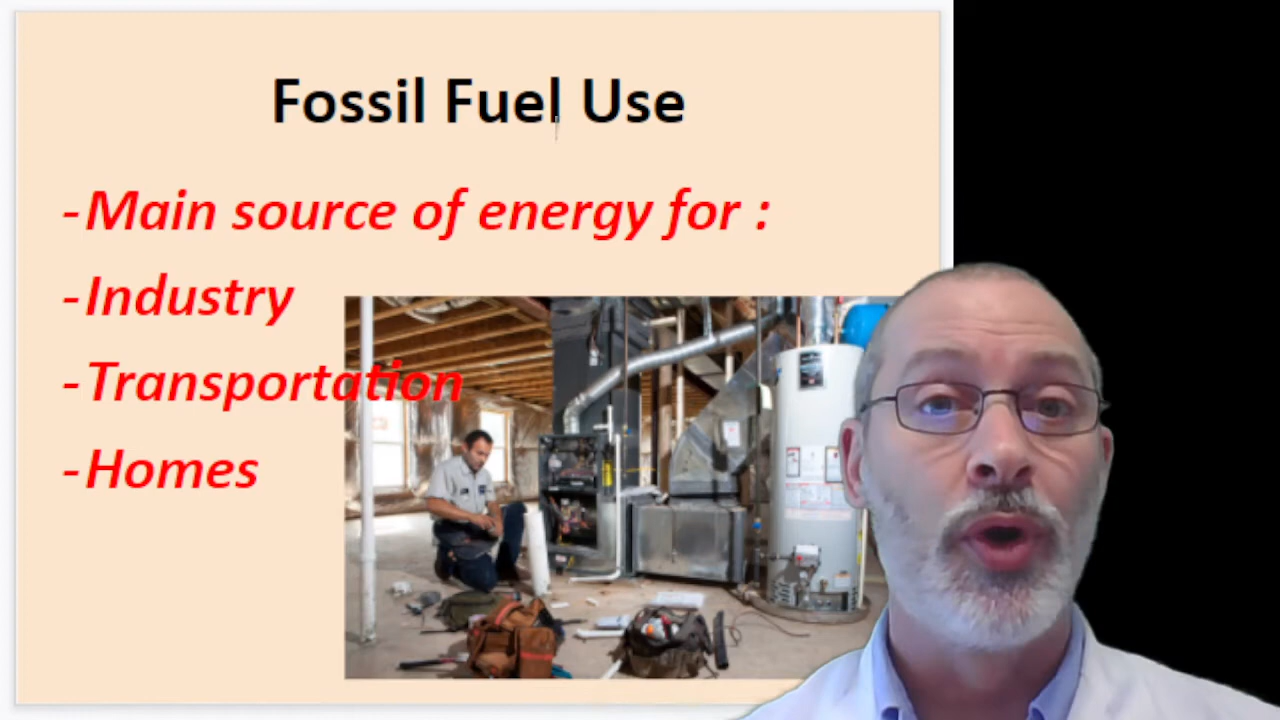 Fossil Fuel Use
-Main source of energy for :
-Industry
-Transportation
-Homes